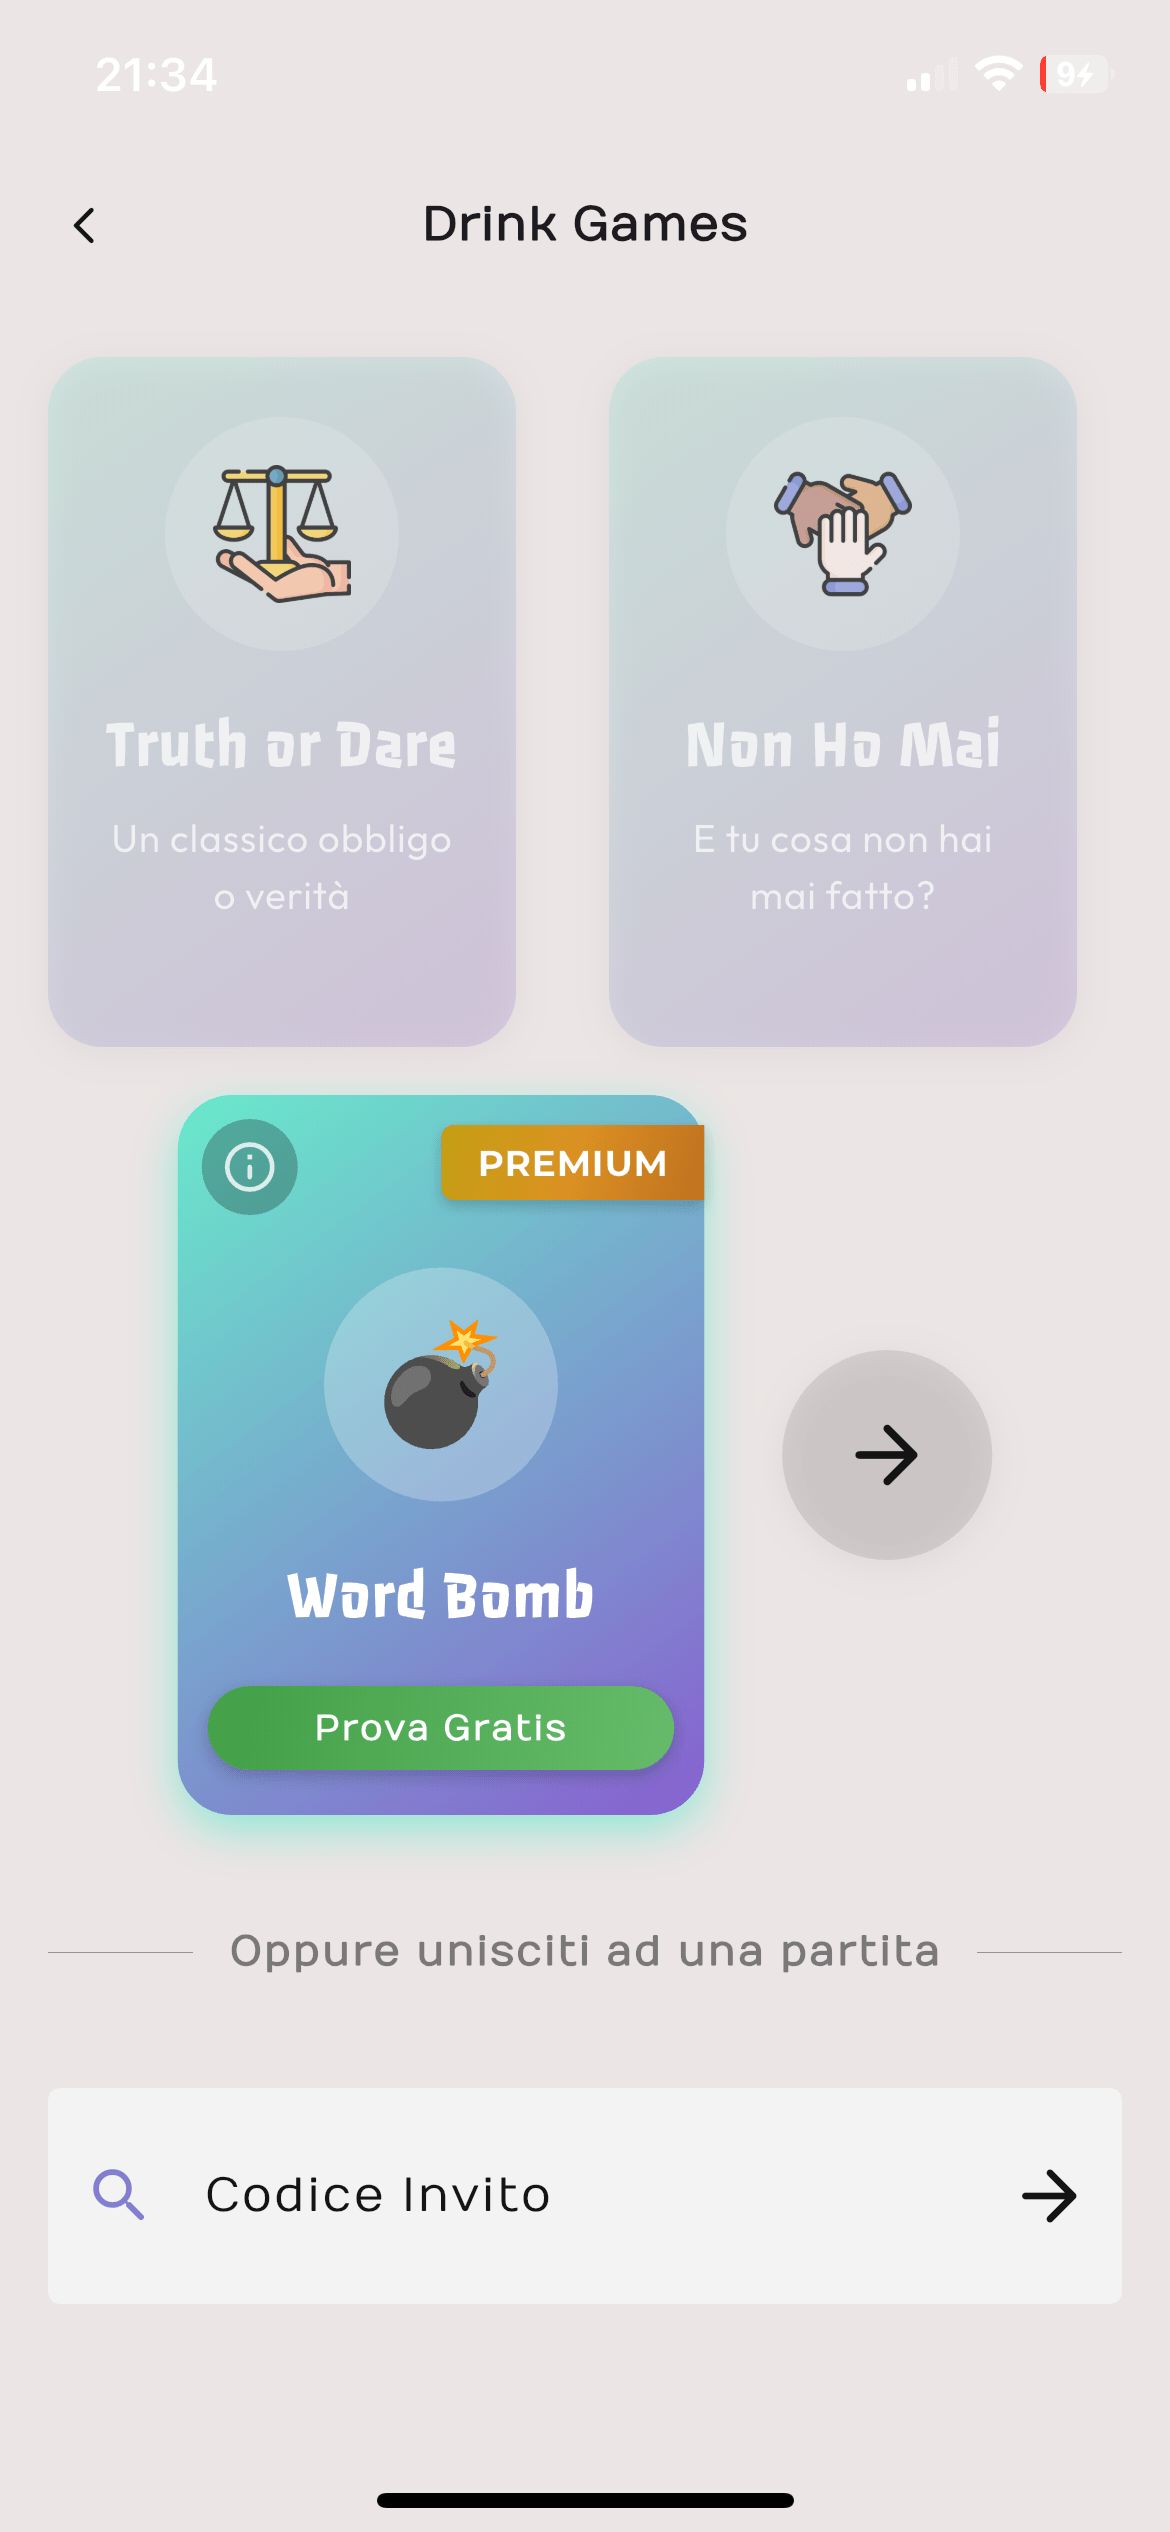 21:34
9
Drink Games
Truth or Dare
Un classico obbligo
o verità
Non Ho Mai
E tu cosa non hai
mai fatto?
PREMIUM
Word Bomb
Prova Gratis
Oppure unisciti ad una partita
Codice Invito